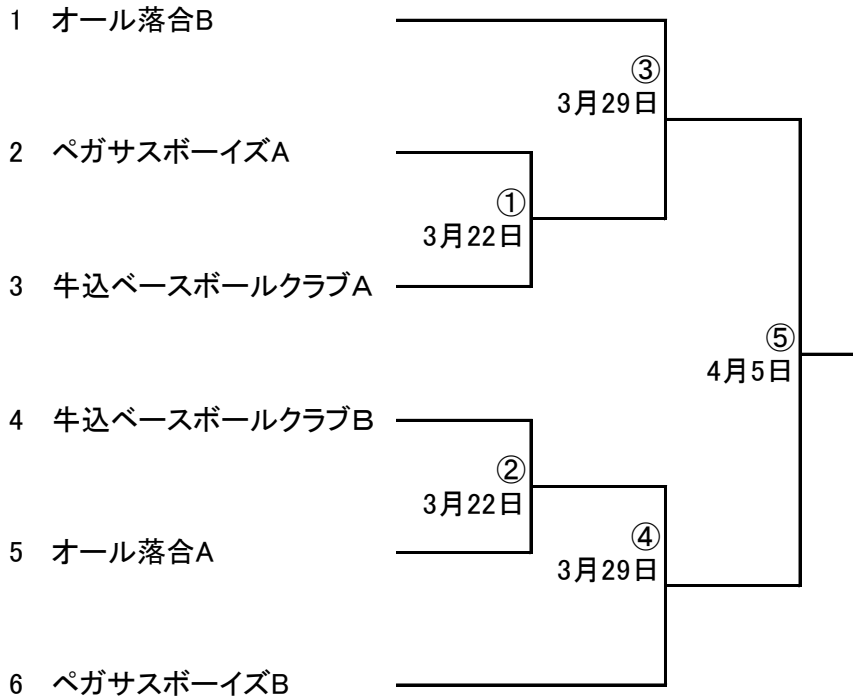 1 オール落合B
③
3月29日
2 ペガサスボーイズA
①
3月22日
3 牛込ベースボールクラブA
⑤
4月5日
4 牛込ベースボールクラブB
②
3月22日
④
5 オール落合A
3月29日
6 ペガサスボーイズB